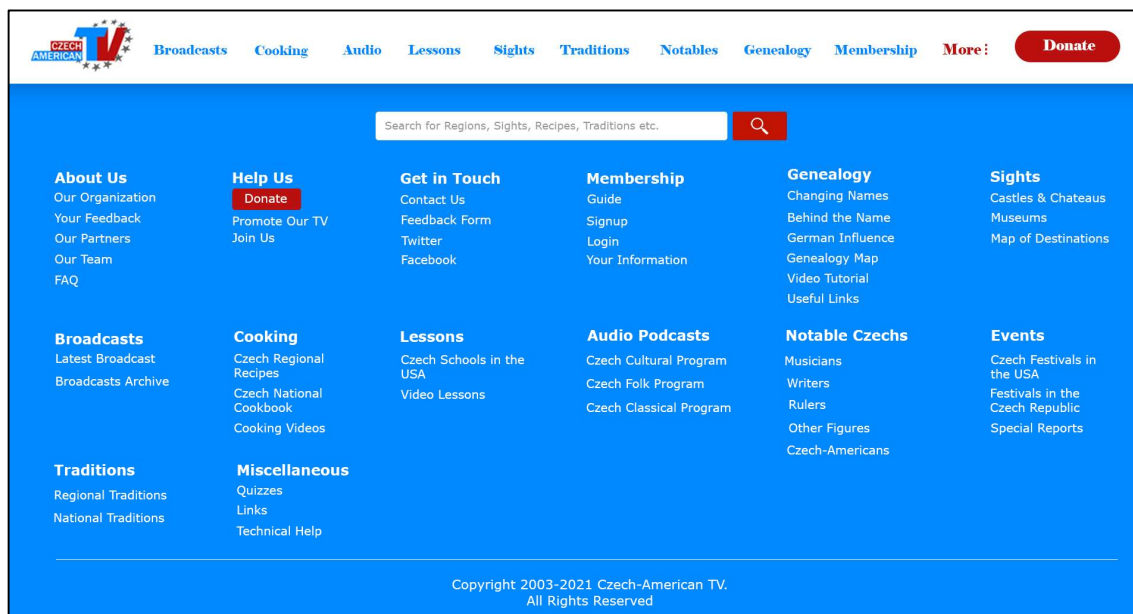 CZECH
AMERICAN
TV
Broadcasts Cooking Audio Lessons Sights Traditions Notables Genealogy Membership More⋮ Donate
Search for Regions, Sights, Recipes, Traditions etc.
About Us
Our Organization
Your Feedback
Our Partners
Our Team
FAQ
Help Us
Donate
Promote Our TV
Join Us
Get in Touch
Contact Us
Feedback Form
Twitter
Facebook
Membership
Guide
Signup
Login
Your Information
Genealogy
Changing Names
Behind the Name
German Influence
Genealogy Map
Video Tutorial
Useful Links
Sights
Castles & Chateaus
Museums
Map of Destinations
Broadcasts
Latest Broadcast
Broadcasts Archive
Cooking
Czech Regional
Recipes
Czech National
Cookbook
Cooking Videos
Lessons
Czech Schools in the
USA
Video Lessons
Audio Podcasts
Czech Cultural Program
Czech Folk Program
Czech Classical Program
Notable Czechs
Musicians
Writers
Rulers
Other Figures
Czech-Americans
Events
Czech Festivals in
the USA
Festivals in the
Czech Republic
Special Reports
Traditions
Regional Traditions
National Traditions
Miscellaneous
Quizzes
Links
Technical Help
Copyright 2003-2021 Czech-American TV.
All Rights Reserved